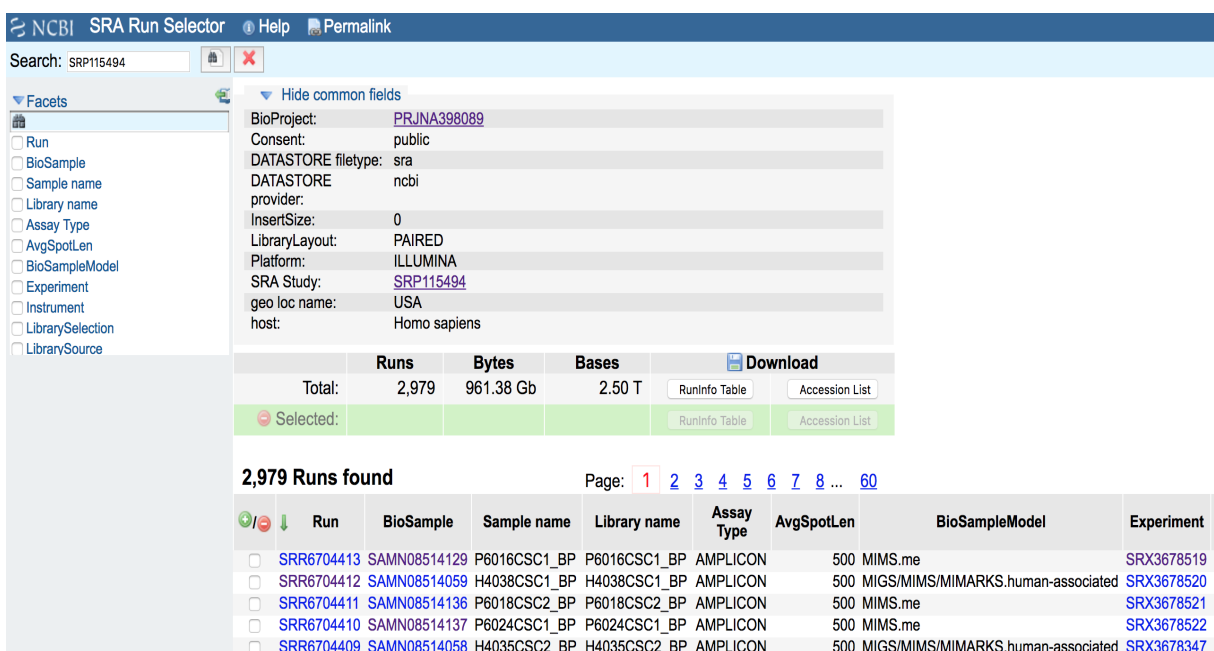 NCBI SRA Run Selector Help Permalink
Search: SRP115494
Facets
Run
BioSample
Sample name
Library name
Assay Type
AvgSpotLen
BioSampleModel
Experiment
Instrument
LibrarySelection
LibrarySource
Hide common fields
BioProject: PRJNA398089
Consent: public
DATASTORE filetype: sra
DATASTORE provider: ncbi
InsertSize: 0
LibraryLayout: PAIRED
Platform: ILLUMINA
SRA Study: SRP115494
geo loc name: USA
host: Homo sapiens
Runs Bytes Bases Download
Total: 2,979 961.38 Gb 2.50 T RunInfo Table Accession List
Selected: RunInfo Table Accession List
2,979 Runs found Page: 1 2 3 4 5 6 7 8 ... 60
Run BioSample Sample name Library name Assay Type AvgSpotLen BioSampleModel Experiment
SRR6704413 SAMN08514129 P6016CSC1_BP P6016CSC1_BP AMPLICON 500 MIMS.me SRX3678519
SRR6704412 SAMN08514059 H4038CSC1_BP H4038CSC1_BP AMPLICON 500 MIGS/MIMS/MIMARKS.human-associated SRX3678520
SRR6704411 SAMN08514136 P6018CSC2_BP P6018CSC2_BP AMPLICON 500 MIMS.me SRX3678521
SRR6704410 SAMN08514137 P6024CSC1_BP P6024CSC1_BP AMPLICON 500 MIMS.me SRX3678522
SRR6704409 SAMN08514058 H4035CSC2_BP H4035CSC2_BP AMPLICON 500 MIGS/MIMS/MIMARKS.human-associated SRX3678347